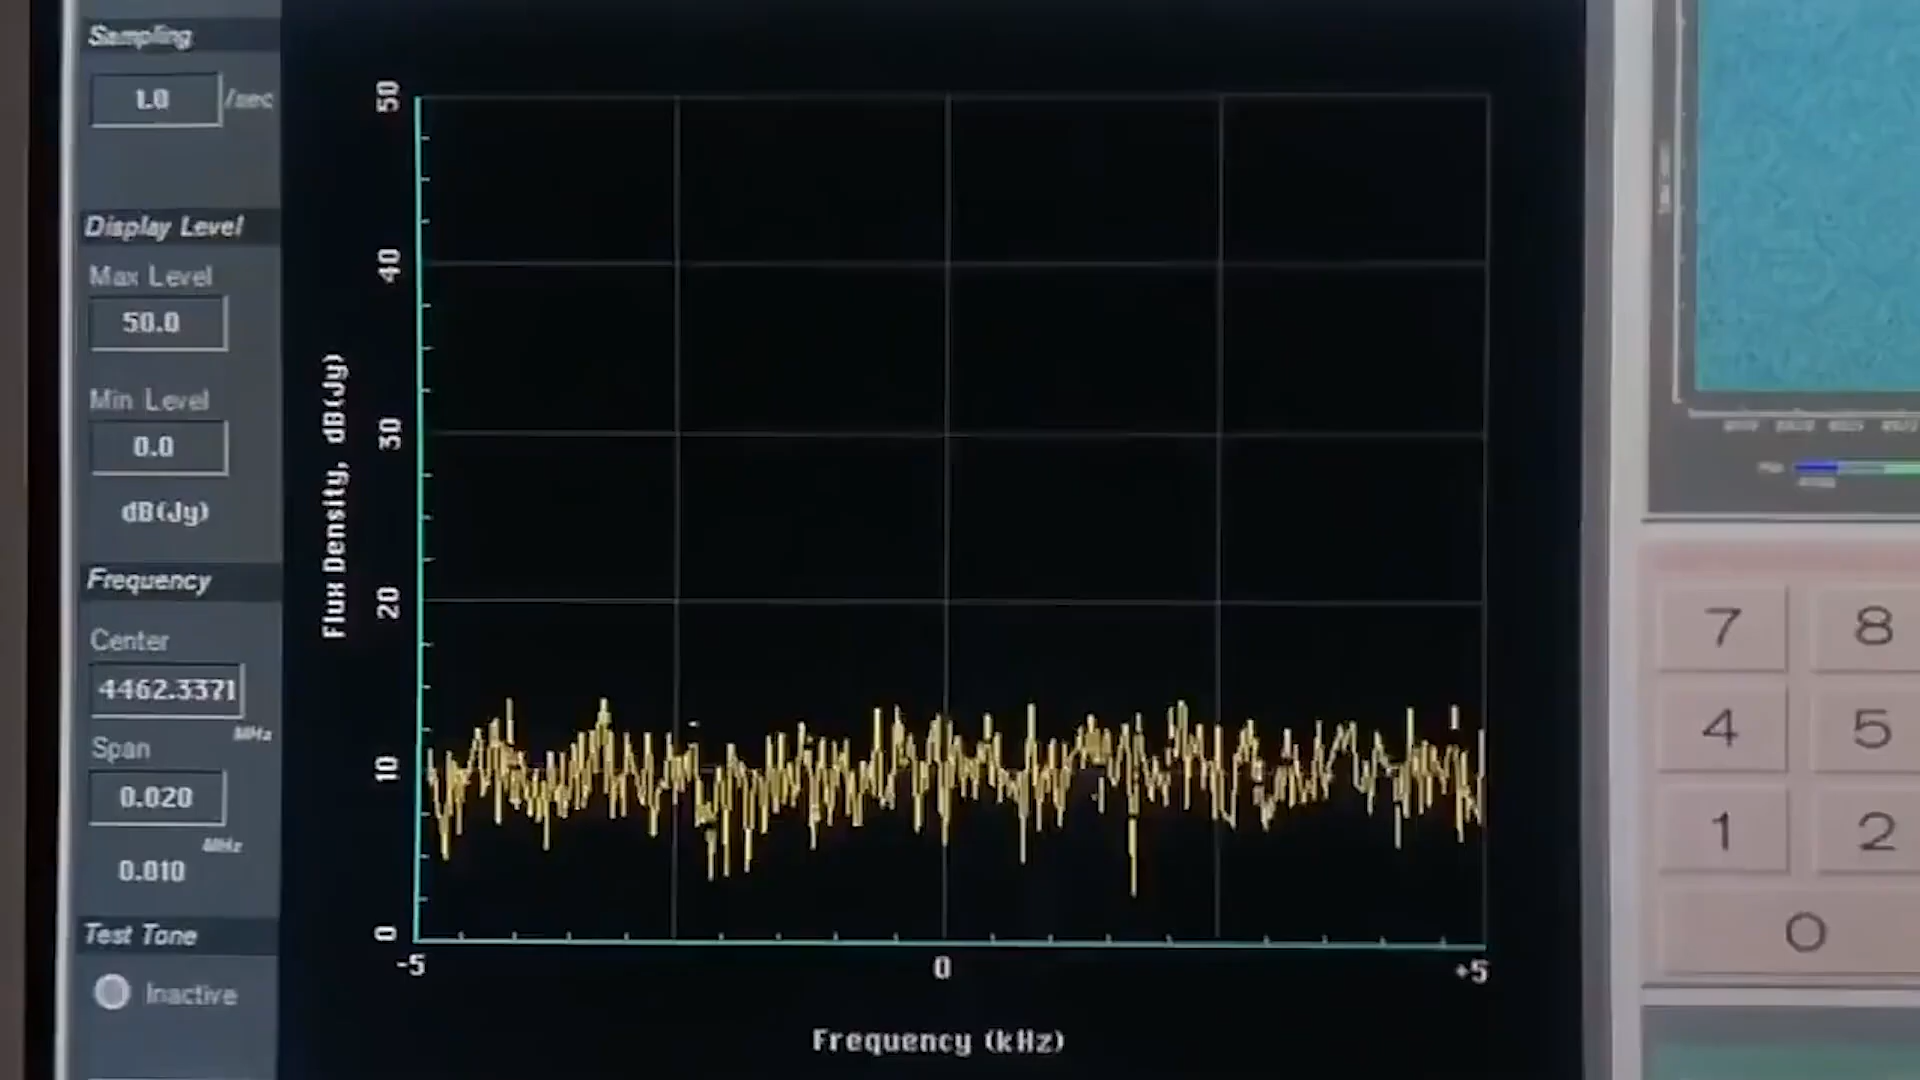 Sampling
1.0 /sec
Display Level
Max Level
50.0
Min Level
0.0
dB(Jy)
Frequency
Center
4462.3371
MHz
Span
0.020
MHz
0.010
Test Tone
Inactive
50
40
30
20
10
0
Flux Density, dB(Jy)
-5 0 +5
Frequency (kHz)
7 8
4 5
1 2
0